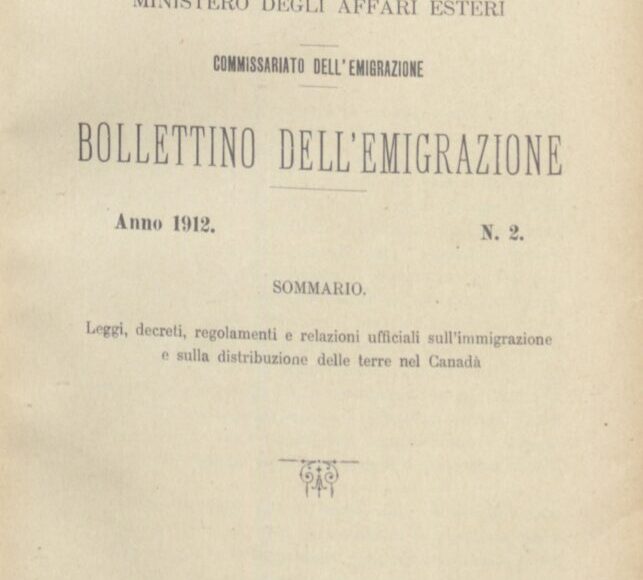 MINISTERO DEGLI AFFARI ESTERI
COMMISSARIATO DELL'EMIGRAZIONE
BOLLETTINO DELL'EMIGRAZIONE
Anno 1912.
N. 2.
SOMMARIO.
Leggi, decreti, regolamenti e relazioni ufficiali sull'immigrazione
e sulla distribuzione delle terre nel Canadà